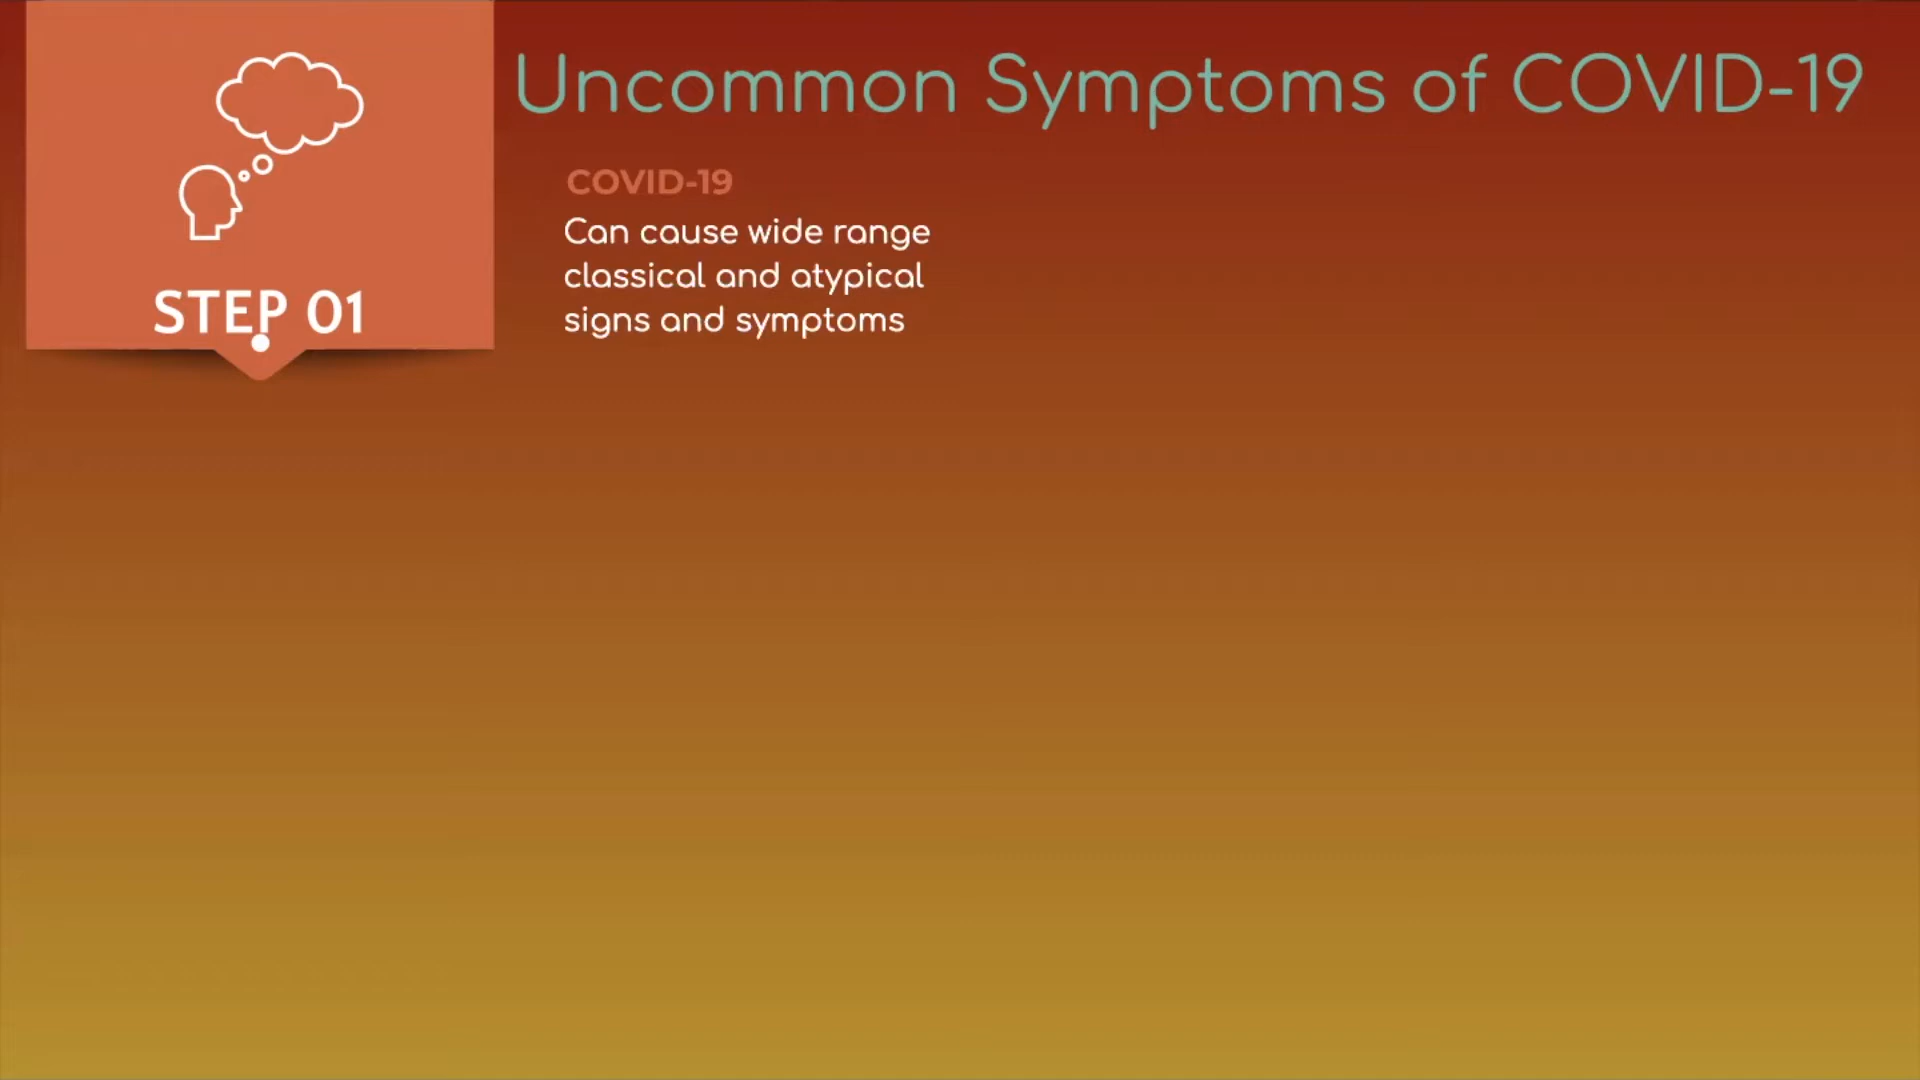 Uncommon Symptoms of COVID-19
STEP 01
COVID-19
Can cause wide range
classical and atypical
signs and symptoms